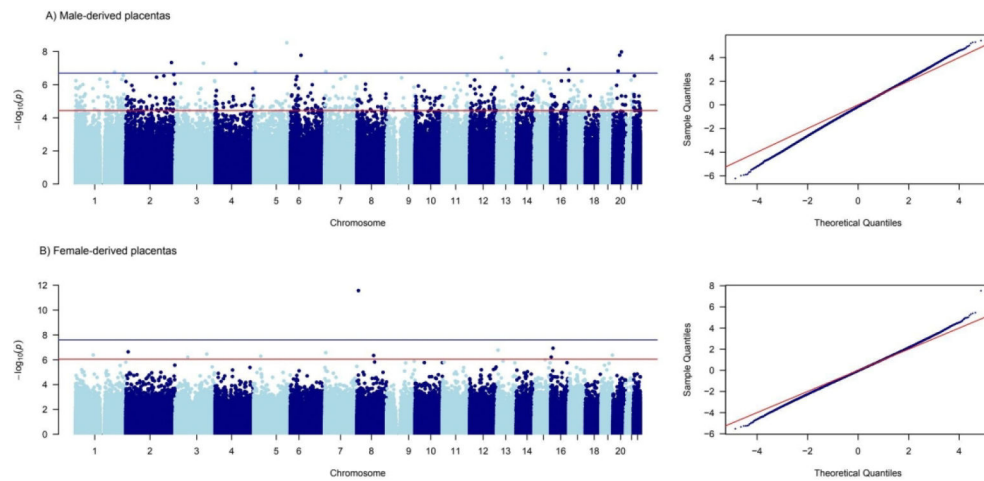 A) Male-derived placentas
8
6
4
2
0
−log10(p)
1 2 3 4 5 6 7 8 9 10 11 12 13 14 15 16 18 20
Chromosome
4
2
0
−2
−4
−6
Sample Quantiles
−4 −2 0 2 4
Theoretical Quantiles
B) Female-derived placentas
12
10
8
6
4
2
0
−log10(p)
1 2 3 4 5 6 7 8 9 10 11 12 13 14 15 16 18 20
Chromosome
8
6
4
2
0
−2
−4
−6
Sample Quantiles
−4 −2 0 2 4
Theoretical Quantiles